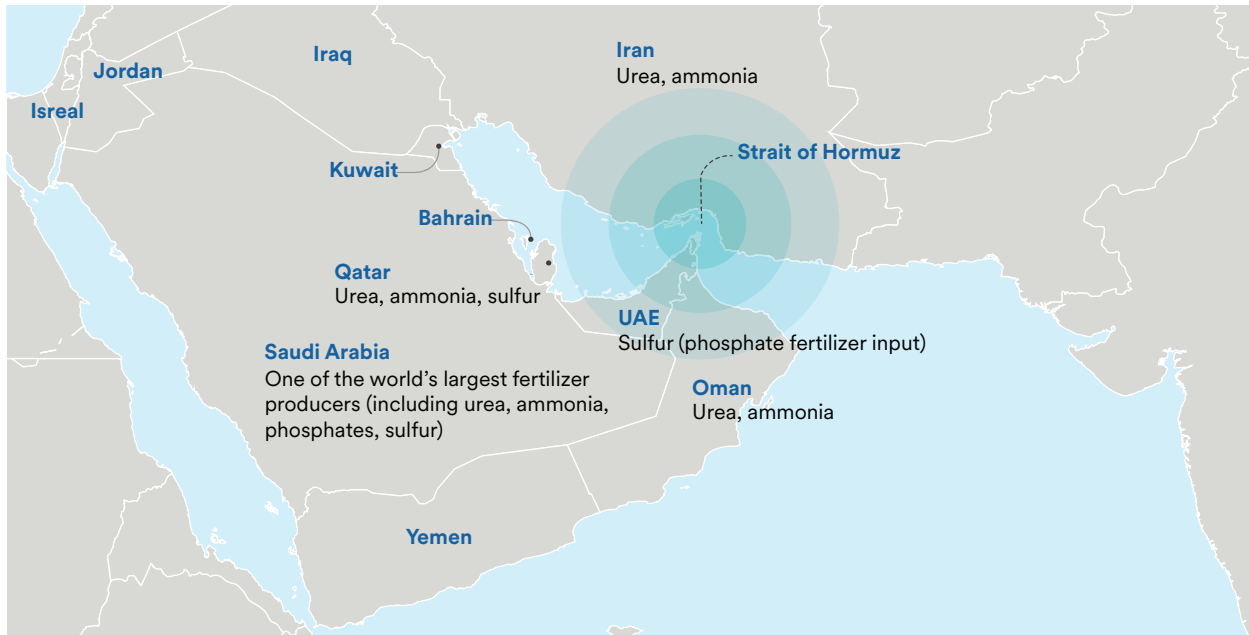 Iraq
Iran
Urea, ammonia
Jordan
Isreal
Strait of Hormuz
Kuwait
Bahrain
Qatar
Urea, ammonia, sulfur
UAE
Sulfur (phosphate fertilizer input)
Saudi Arabia
One of the world’s largest fertilizer
producers (including urea, ammonia,
phosphates, sulfur)
Oman
Urea, ammonia
Yemen